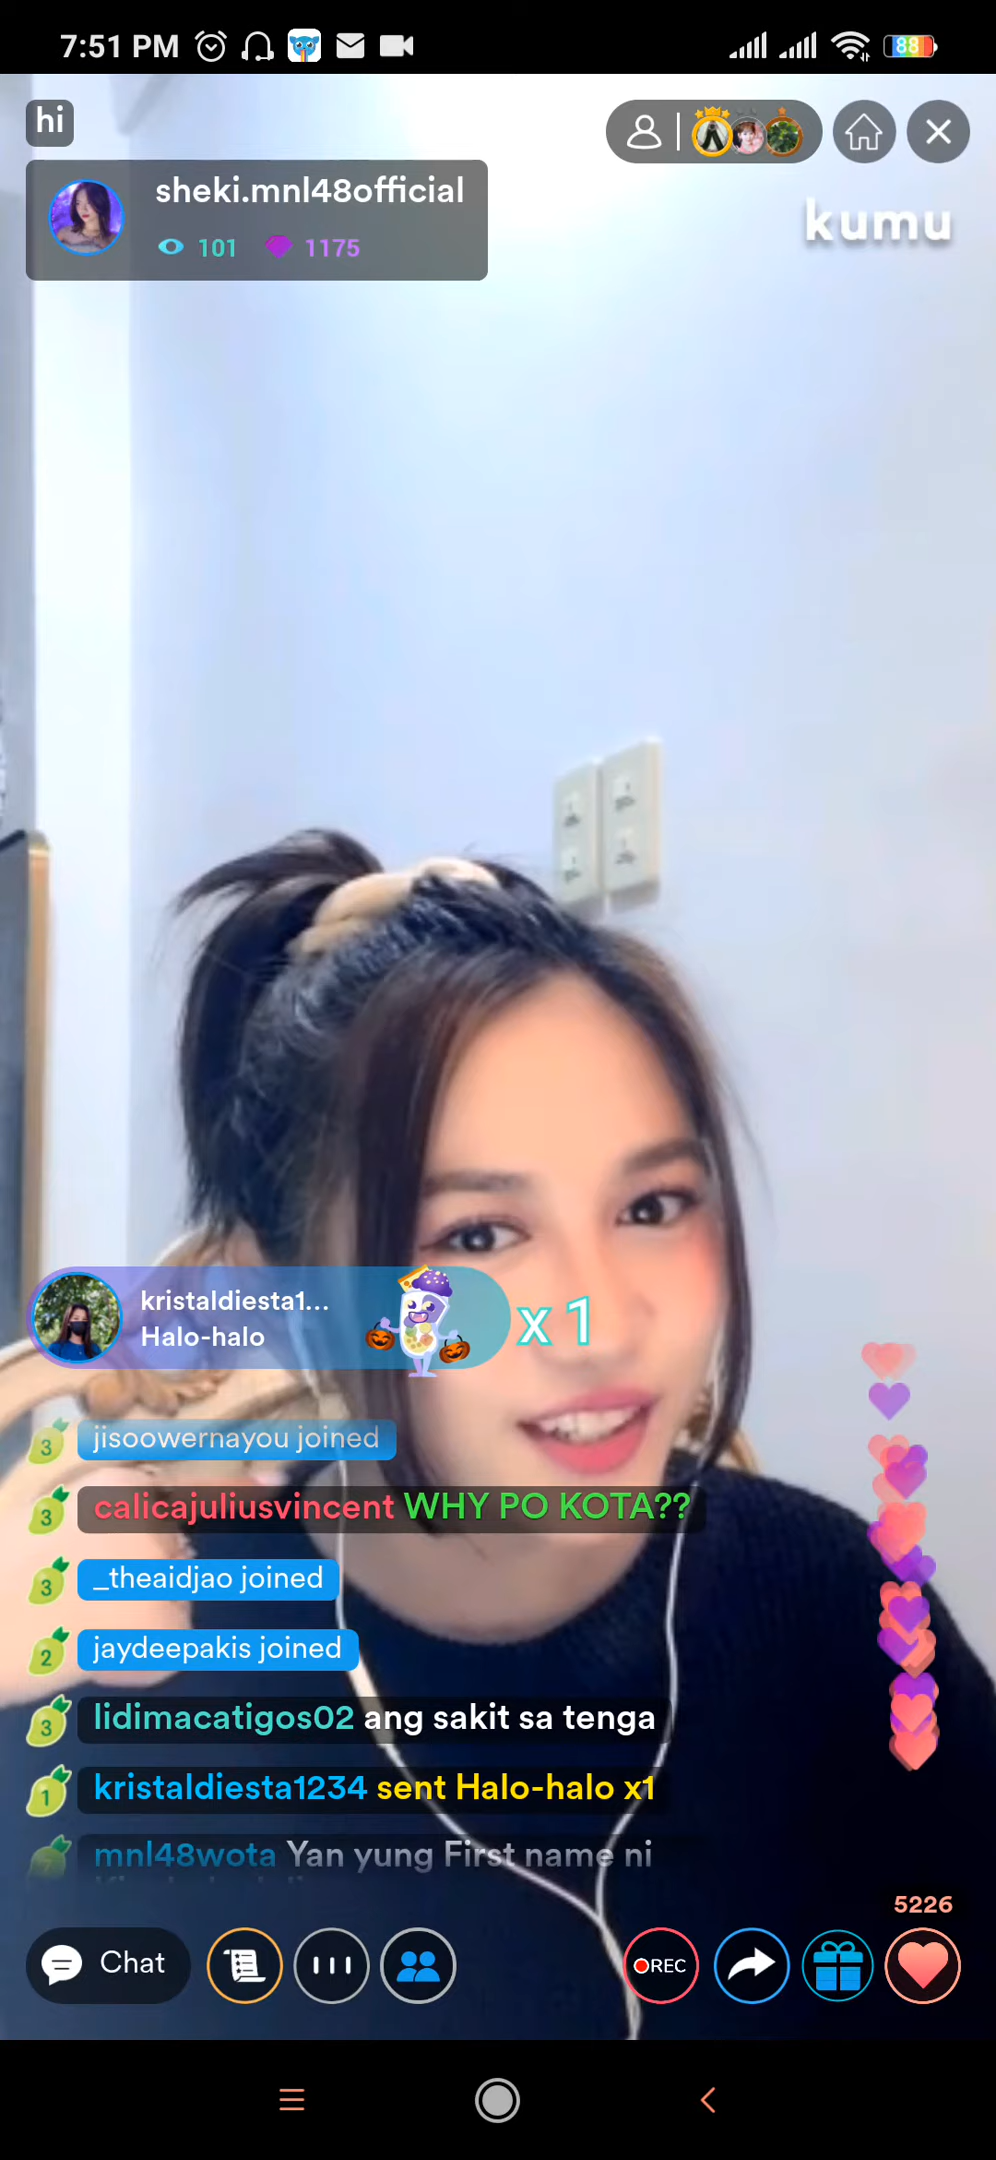 7:51 PM
88
hi
sheki.mnl48official
101 1175
kumu
kristaldiesta1...
Halo-halo
x 1
3 jisoowernayou joined
3 calicajuliusvincent WHY PO KOTA??
3 _theaidjao joined
2 jaydeepakis joined
3 lidimacatigos02 ang sakit sa tenga
1 kristaldiesta1234 sent Halo-halo x1
7 mnl48wota Yan yung First name ni
5226
Chat
REC